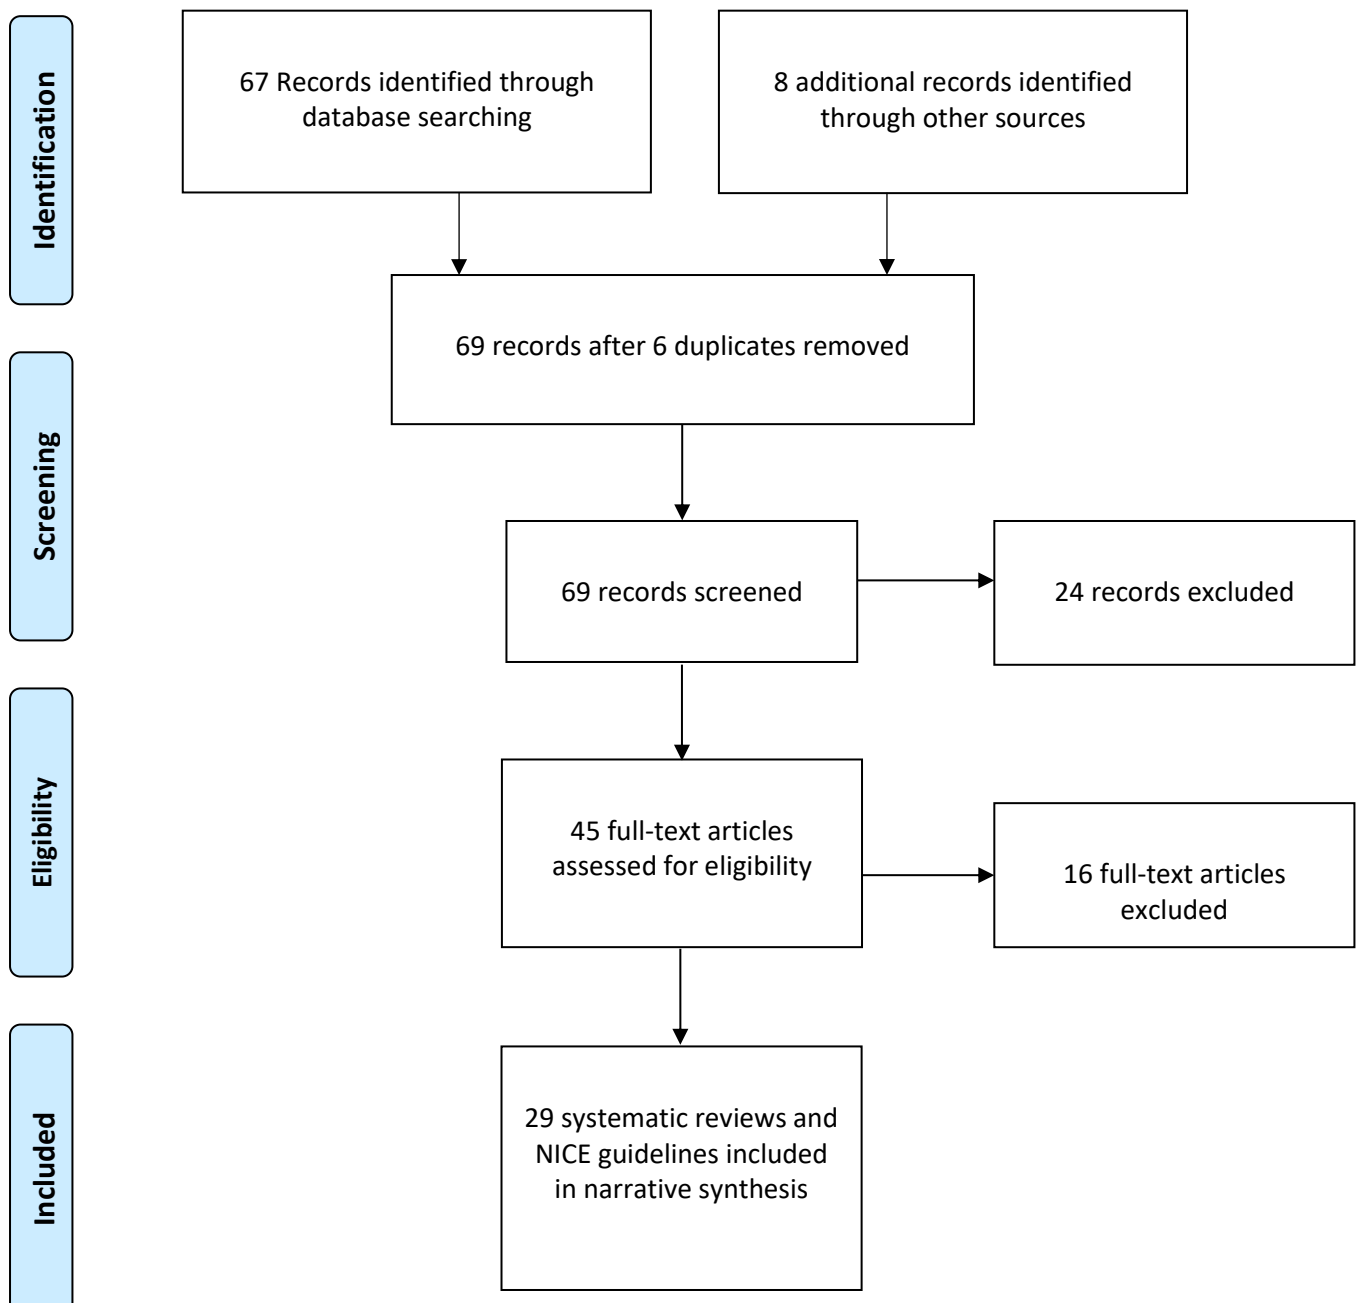 Identification
67 Records identified through
database searching
8 additional records identified
through other sources
69 records after 6 duplicates removed
Screening
69 records screened
24 records excluded
Eligibility
45 full-text articles
assessed for eligibility
16 full-text articles
excluded
Included
29 systematic reviews and
NICE guidelines included
in narrative synthesis